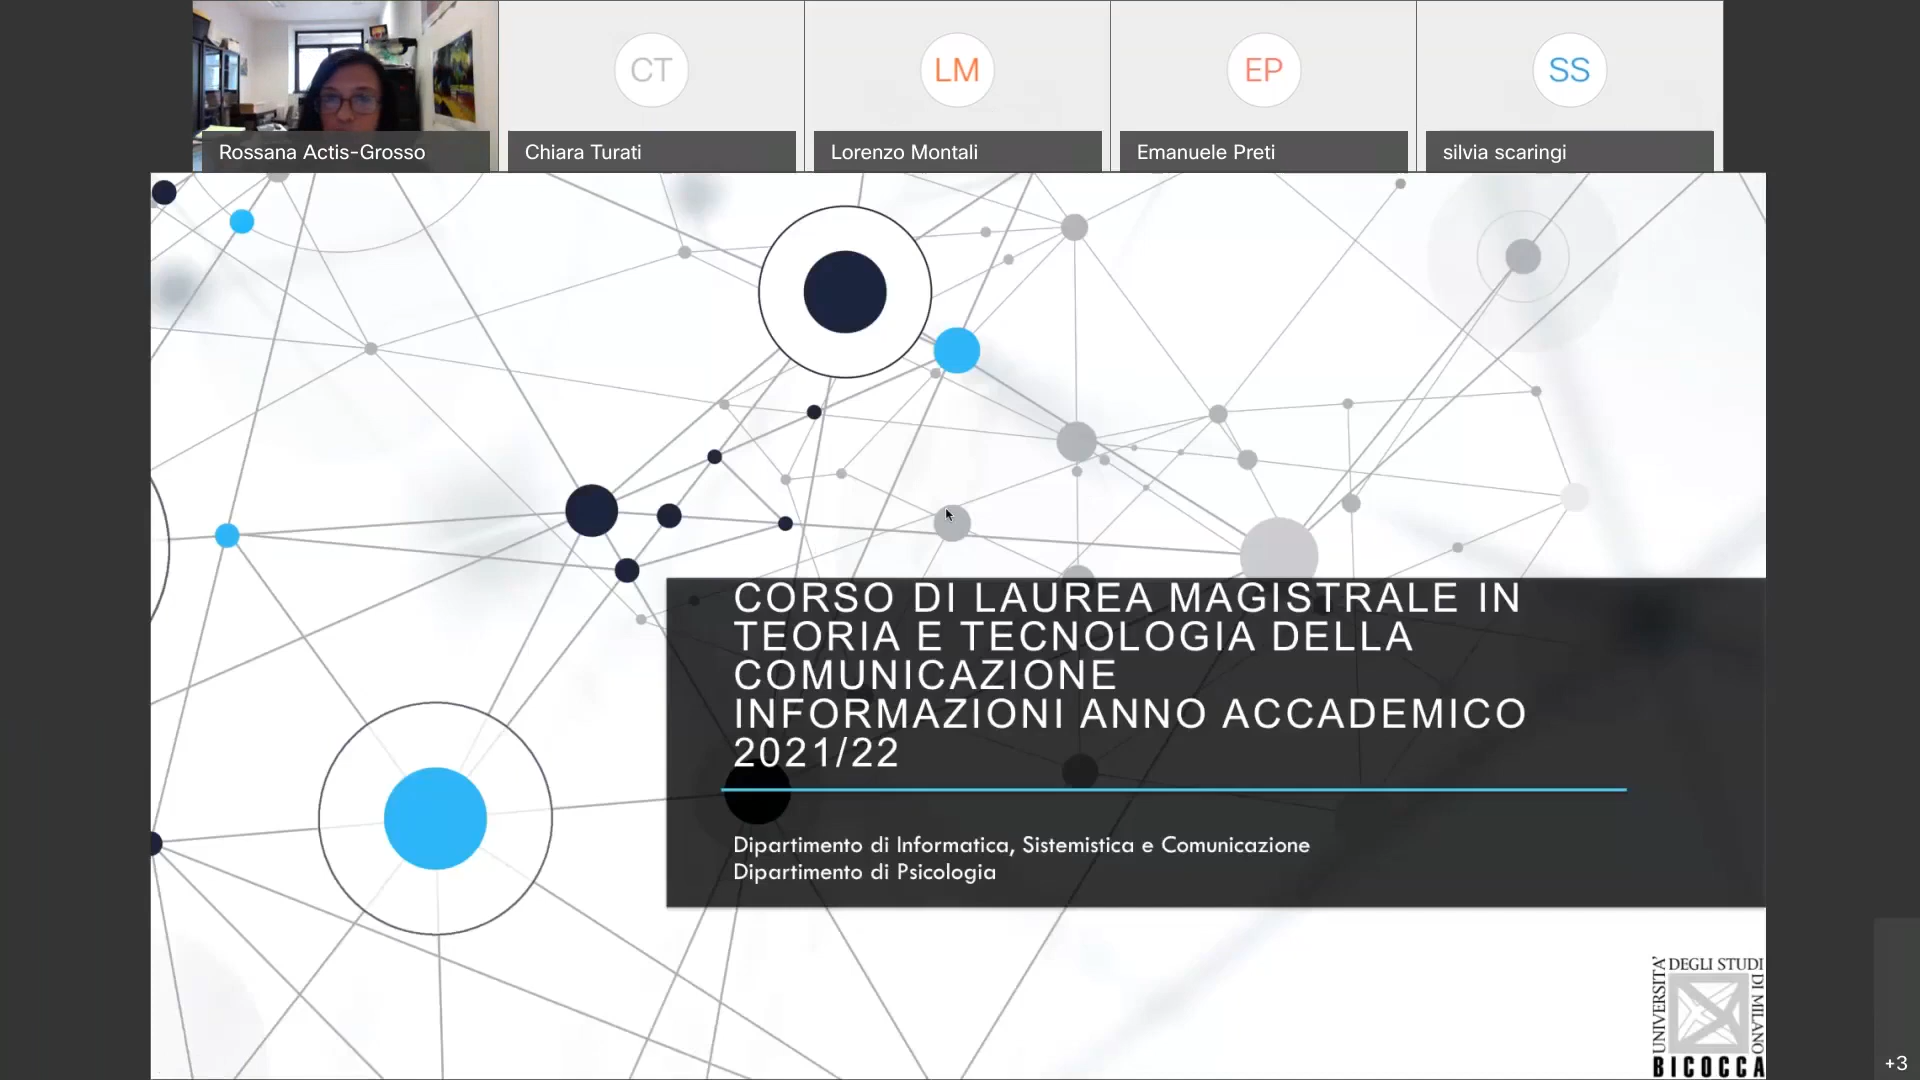 CT
LM
EP
SS
Rossana Actis-Grosso
Chiara Turati
Lorenzo Montali
Emanuele Preti
silvia scaringi
CORSO DI LAUREA MAGISTRALE IN
TEORIA E TECNOLOGIA DELLA
COMUNICAZIONE
INFORMAZIONI ANNO ACCADEMICO
2021/22
Dipartimento di Informatica, Sistemistica e Comunicazione
Dipartimento di Psicologia
UNIVERSITA'
DEGLI STUDI
DI MILANO
BICOCCA
+3